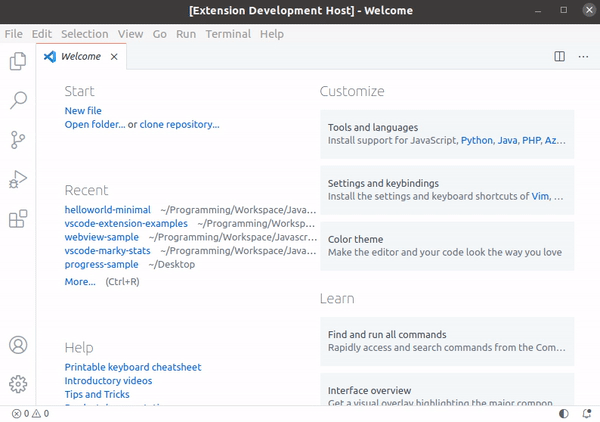 [Extension Development Host] - Welcome
File Edit Selection View Go Run Terminal Help
Welcome
Start
New file
Open folder... or clone repository...
Recent
helloworld-minimal ~/Programming/Workspace/Java...
vscode-extension-examples ~/Programming/Worksp...
webview-sample ~/Programming/Workspace/Javascr...
vscode-marky-stats ~/Programming/Workspace/Java...
progress-sample ~/Desktop
More... (Ctrl+R)
Help
Printable keyboard cheatsheet
Introductory videos
Tips and Tricks
Customize
Tools and languages
Install support for JavaScript, Python, Java, PHP, Az...
Settings and keybindings
Install the settings and keyboard shortcuts of Vim, ...
Color theme
Make the editor and your code look the way you love
Learn
Find and run all commands
Rapidly access and search commands from the Com...
Interface overview
Get a visual overlay highlighting the major compon...
0 0